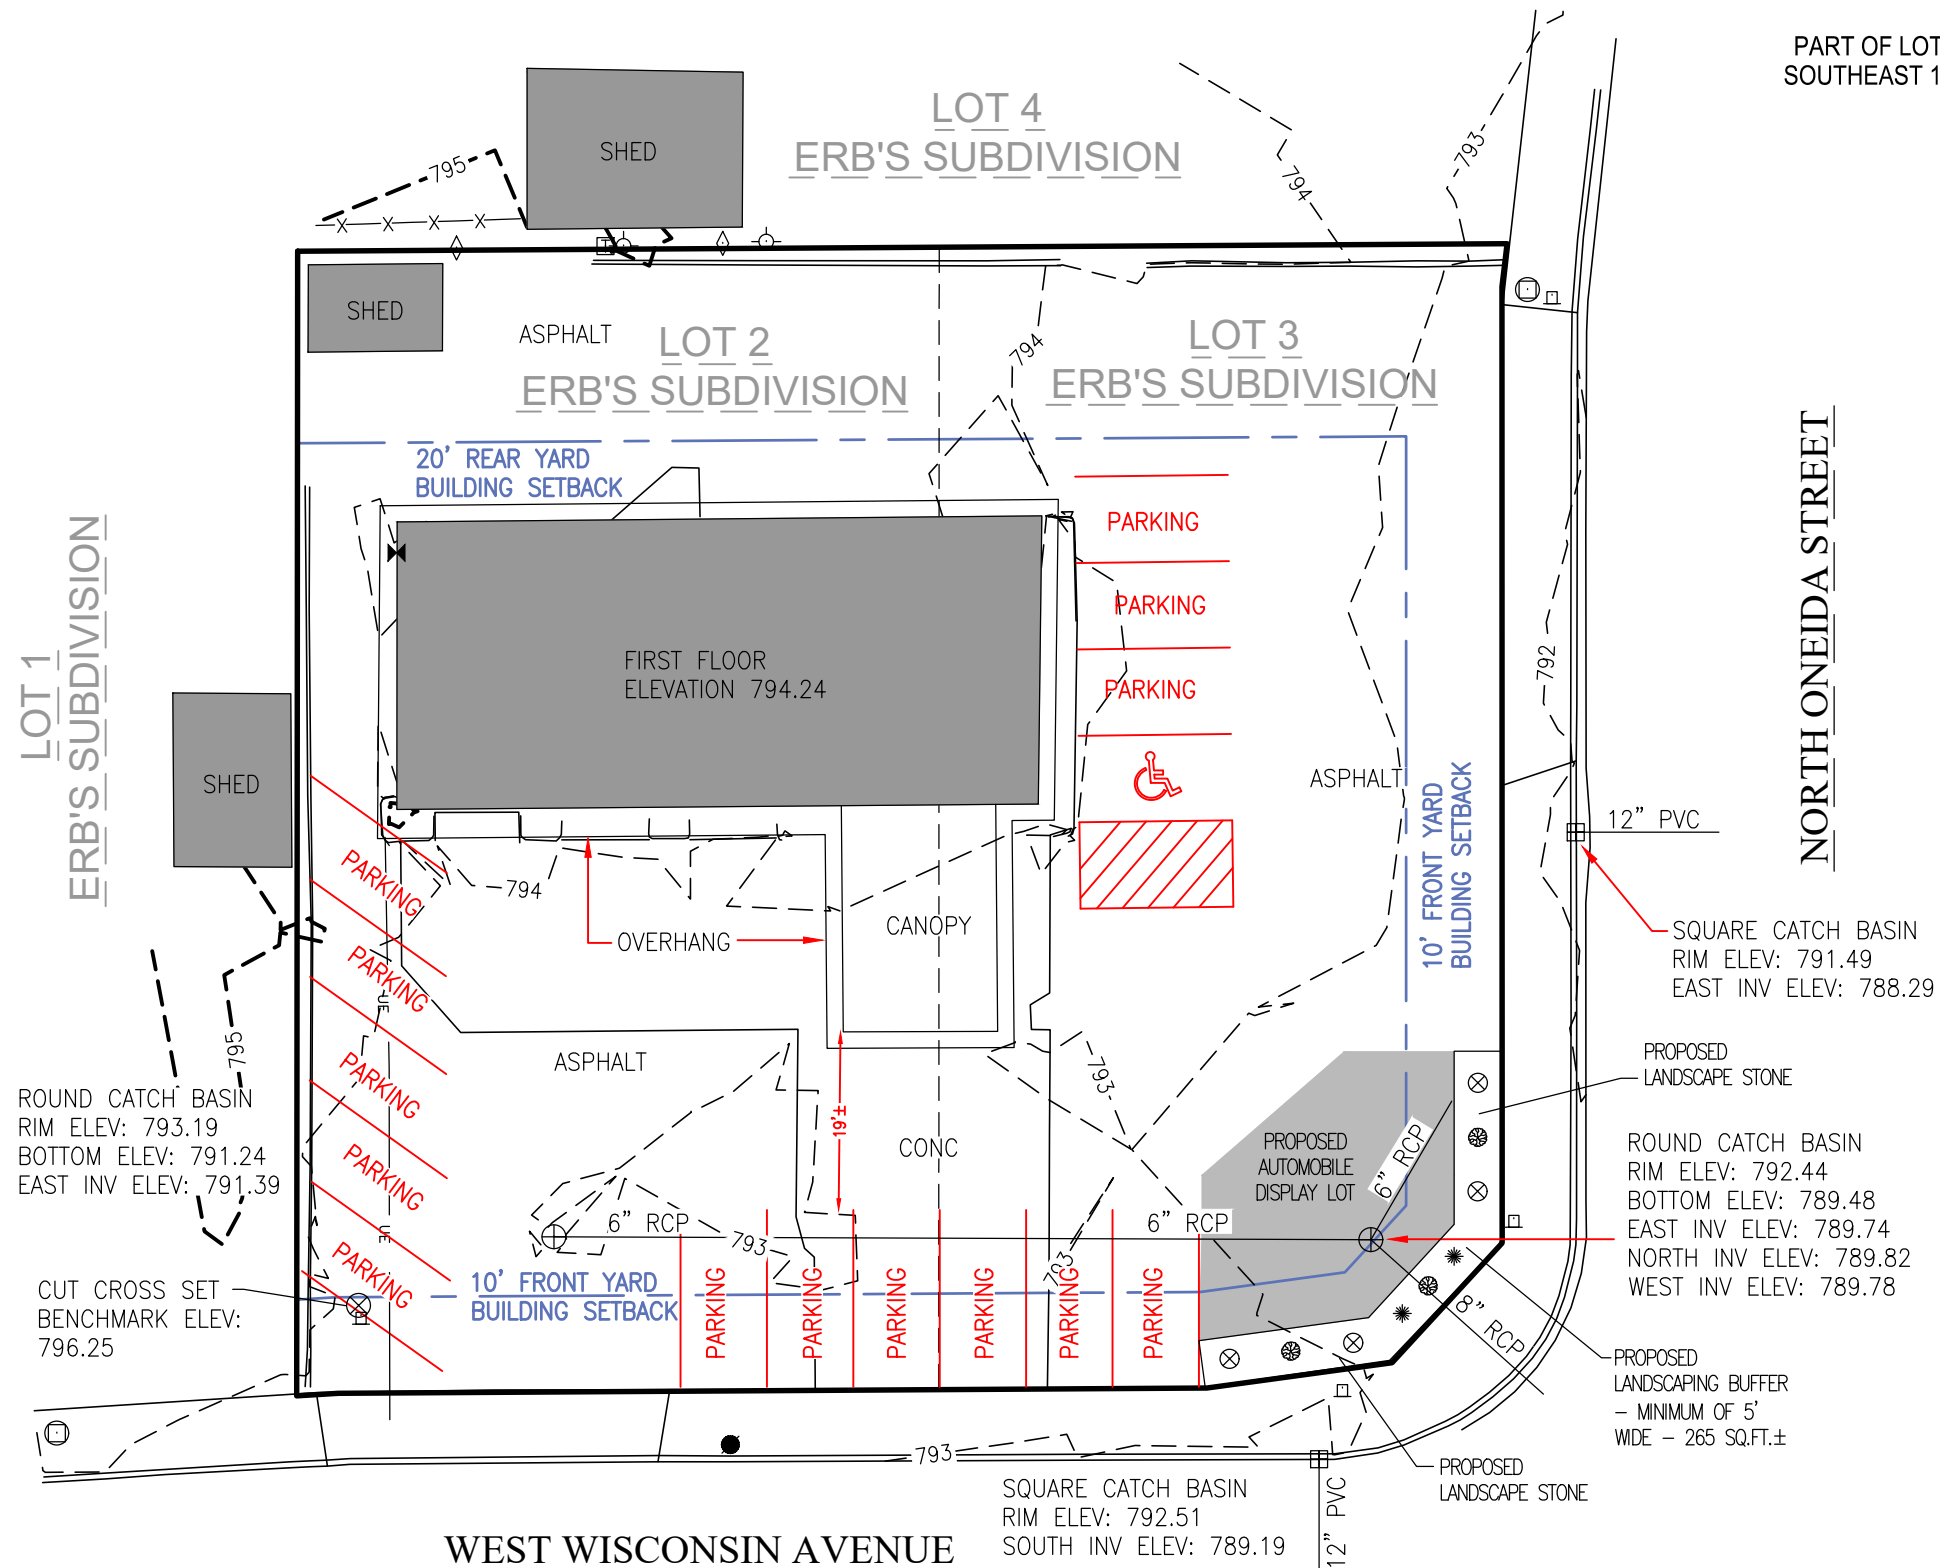 PART OF LOT
SOUTHEAST 1
LOT 4
ERB'S SUBDIVISION
SHED
795
793
794
SHED
ASPHALT
LOT 2
ERB'S SUBDIVISION
LOT 3
ERB'S SUBDIVISION
794
20' REAR YARD
BUILDING SETBACK
LOT 1
ERB'S SUBDIVISION
NORTH ONEIDA STREET
PARKING
PARKING
PARKING
FIRST FLOOR
ELEVATION 794.24
792
SHED
ASPHALT
10' FRONT YARD
BUILDING SETBACK
12" PVC
PARKING
794
OVERHANG
CANOPY
SQUARE CATCH BASIN
RIM ELEV: 791.49
EAST INV ELEV: 788.29
PARKING
UE
795
ASPHALT
793
PROPOSED
LANDSCAPE STONE
ROUND CATCH BASIN
RIM ELEV: 793.19
BOTTOM ELEV: 791.24
EAST INV ELEV: 791.39
PARKING
19'±
CONC
PROPOSED
AUTOMOBILE
DISPLAY LOT
6" RCP
ROUND CATCH BASIN
RIM ELEV: 792.44
BOTTOM ELEV: 789.48
EAST INV ELEV: 789.74
NORTH INV ELEV: 789.82
WEST INV ELEV: 789.78
PARKING
UE
6" RCP
6" RCP
793
793
PARKING
CUT CROSS SET
BENCHMARK ELEV:
796.25
10' FRONT YARD
BUILDING SETBACK
PARKING
PARKING
PARKING
PARKING
PARKING
PARKING
8" RCP
PROPOSED
LANDSCAPING BUFFER
- MINIMUM OF 5'
WIDE - 265 SQ.FT.±
793
PROPOSED
LANDSCAPE STONE
SQUARE CATCH BASIN
RIM ELEV: 792.51
SOUTH INV ELEV: 789.19
12" PVC
WEST WISCONSIN AVENUE